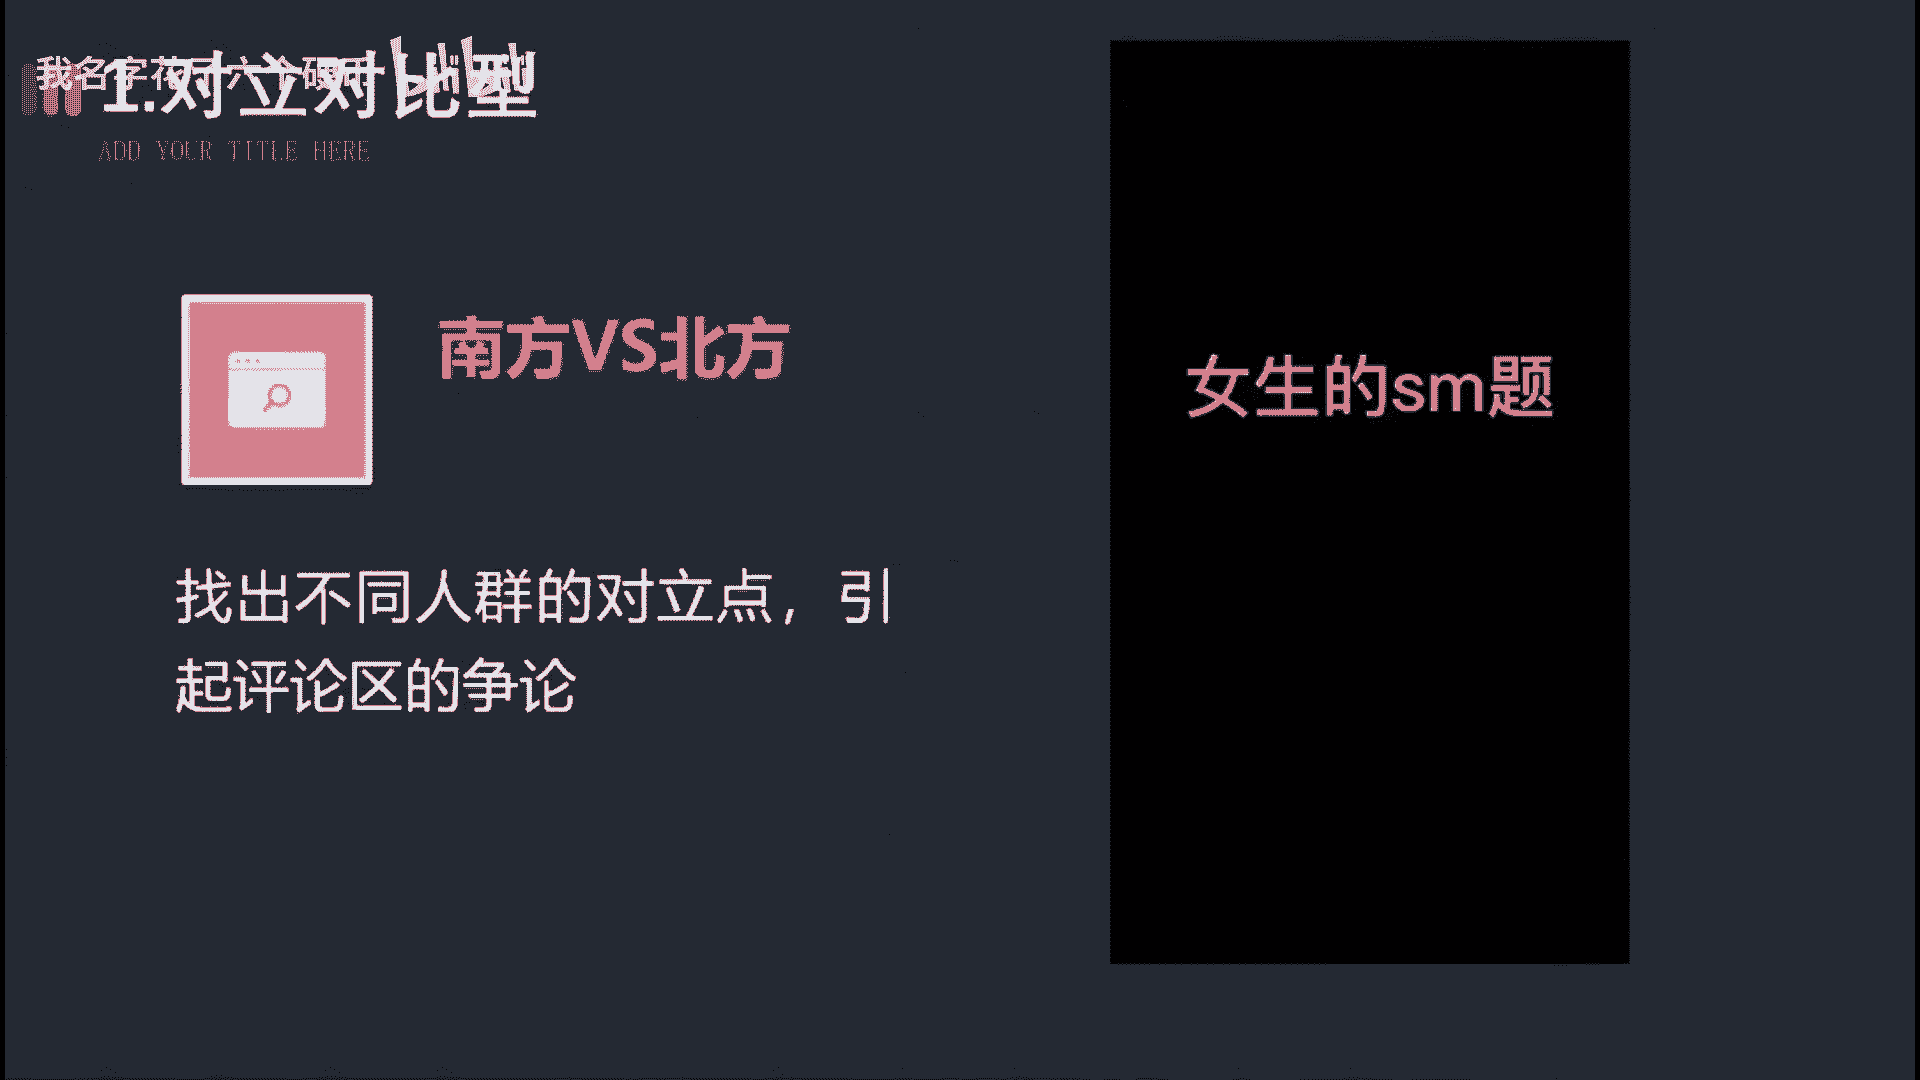 1.对立对比型
ADD YOUR TITLE HERE
南方VS北方
找出不同人群的对立点，引
起评论区的争论
女生的sm题